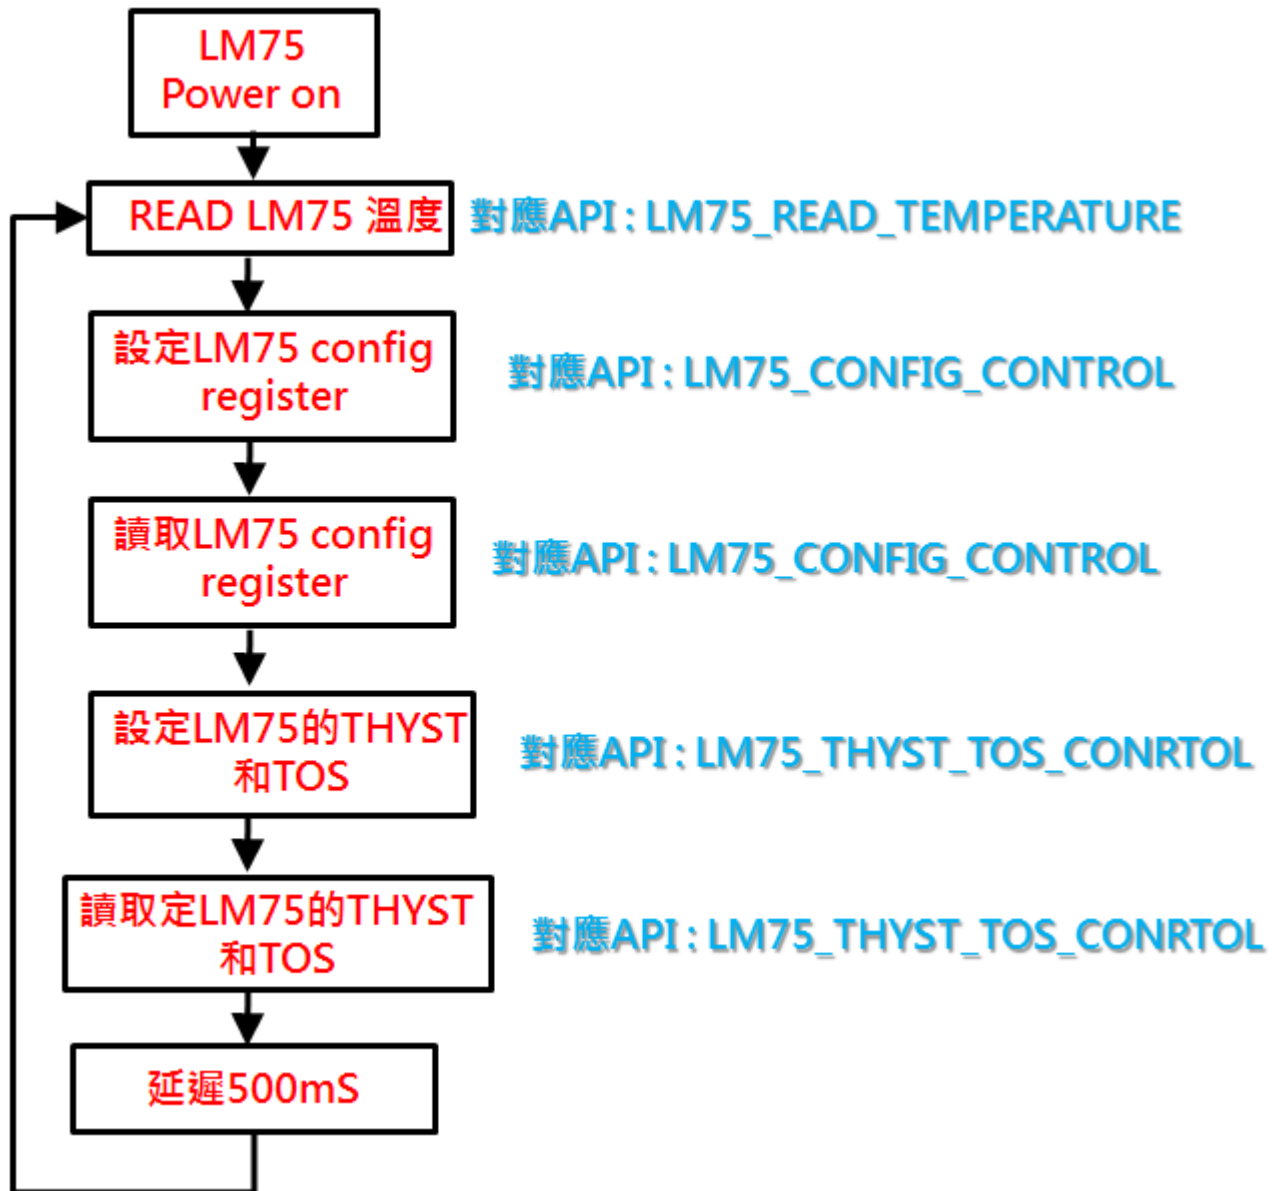 LM75
Power on
READ LM75 溫度
對應API : LM75_READ_TEMPERATURE
設定LM75 config
register
對應API : LM75_CONFIG_CONTROL
讀取LM75 config
register
對應API : LM75_CONFIG_CONTROL
設定LM75的THYST
和TOS
對應API : LM75_THYST_TOS_CONRTOL
讀取定LM75的THYST
和TOS
對應API : LM75_THYST_TOS_CONRTOL
延遲500mS